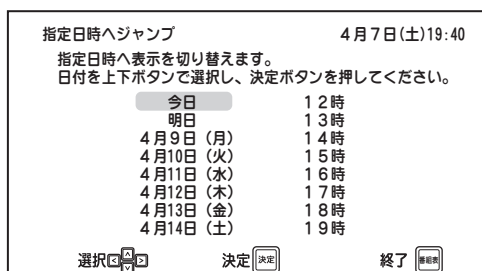 指定日時へジャンプ ４月７日(土)19:40
指定日時へ表示を切り替えます。
日付を上下ボタンで選択し、決定ボタンを押してください。
今日 １２時
明日 １３時
４月９日（月） １４時
４月10日（火） １５時
４月11日（水） １６時
４月12日（木） １７時
４月13日（金） １８時
４月14日（土） １９時
選択 決定 決定 終了 番組表